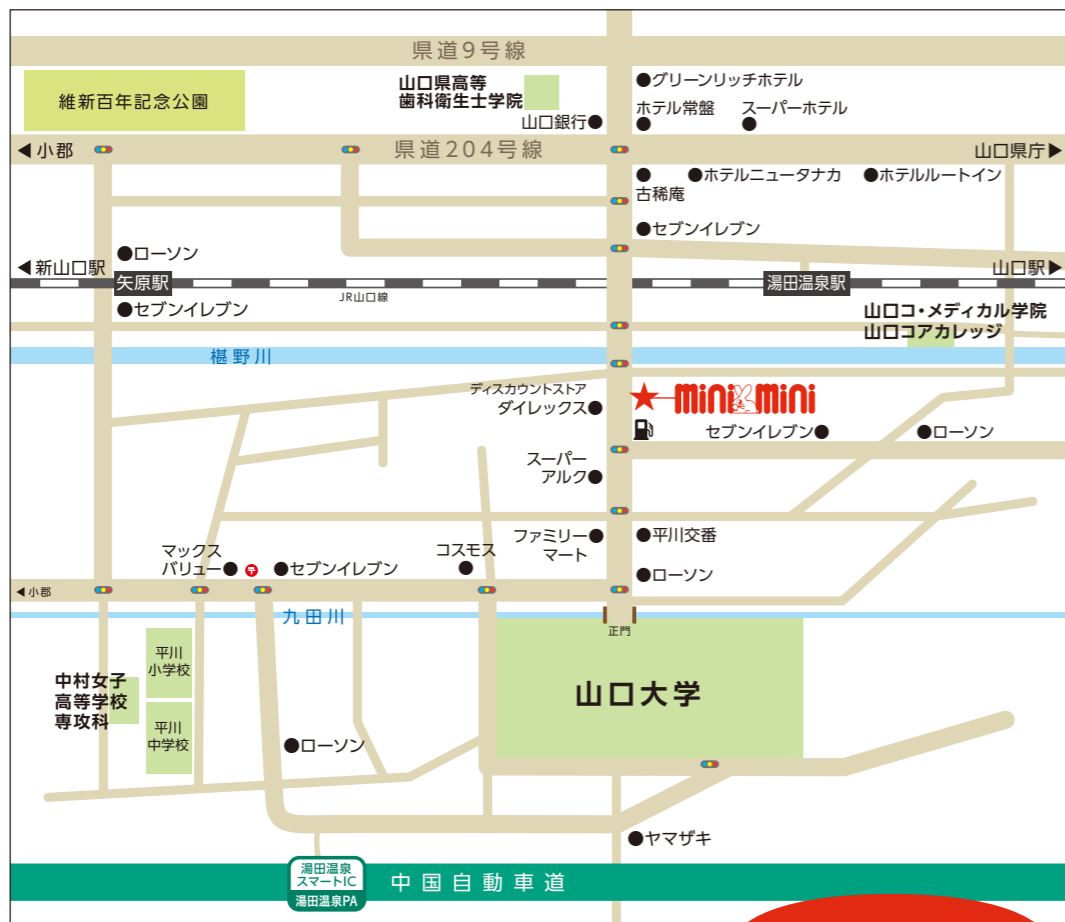 県道9号線
維新百年記念公園
山口県高等
歯科衛生士学院
●グリーンリッチホテル
ホテル常盤
スーパーホテル
山口銀行●
◀小郡
県道204号線
山口県庁▶
●ホテルニュータナカ
●ホテルルートイン
古稀庵
●セブンイレブン
●ローソン
◀新山口駅
山口駅▶
矢原駅
湯田温泉駅
JR山口線
●セブンイレブン
山口コ・メディカル学院
山口コアカレッジ
椹野川
ディスカウントストア
ダイレックス●
★minimini
セブンイレブン●
●ローソン
スーパー
アルク●
ファミリー●
マート
●平川交番
マックス
バリュー●
〒
●セブンイレブン
コスモス
●ローソン
◀小郡
九田川
正門
平川
小学校
中村女子
高等学校
専攻科
山口大学
平川
中学校
●ローソン
●ヤマザキ
湯田温泉
スマートIC
湯田温泉PA
中国自動車道